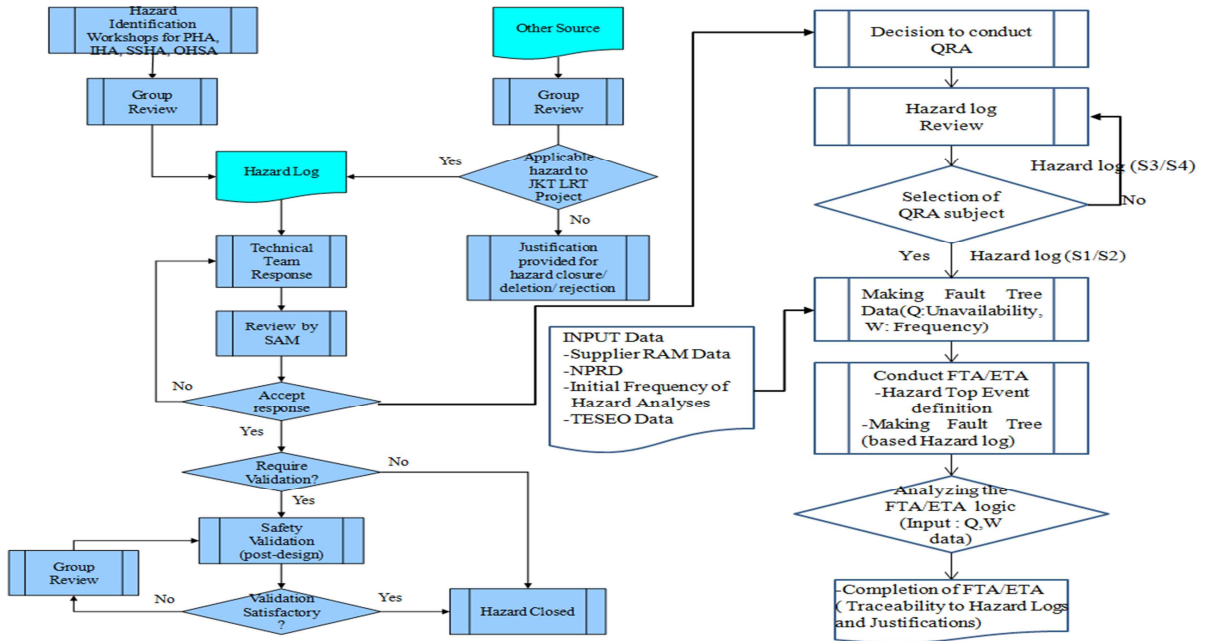 Hazard
Identification
Workshops for PHA,
IHA, SSHA, OHSA
Group
Review
Other Source
Group
Review
Applicable
hazard to
JKT LRT
Project
Yes
No
Hazard Log
Justification
provided for
hazard closure/
deletion/ rejection
Technical
Team
Response
Review by
SAM
No
Accept
response
Yes
Require
Validation?
No
Yes
Safety
Validation
(post-design)
Group
Review
No
Validation
Satisfactory
?
Yes
Hazard Closed
Decision to conduct
QRA
Hazard log
Review
Hazard log (S3/S4)
Selection of
QRA subject
No
Yes
Hazard log (S1/S2)
Making Fault Tree
Data(Q:Unavailability,
W: Frequency)
INPUT Data
-Supplier RAM Data
-NPRD
-Initial Frequency of
Hazard Analyses
-TESEO Data
Conduct FTA/ETA
-Hazard Top Event
definition
-Making Fault Tree
(based Hazard log)
Analyzing the
FTA/ETA logic
(Input : Q,W
data)
-Completion of FTA/ETA
( Traceability to Hazard Logs
and Justifications)